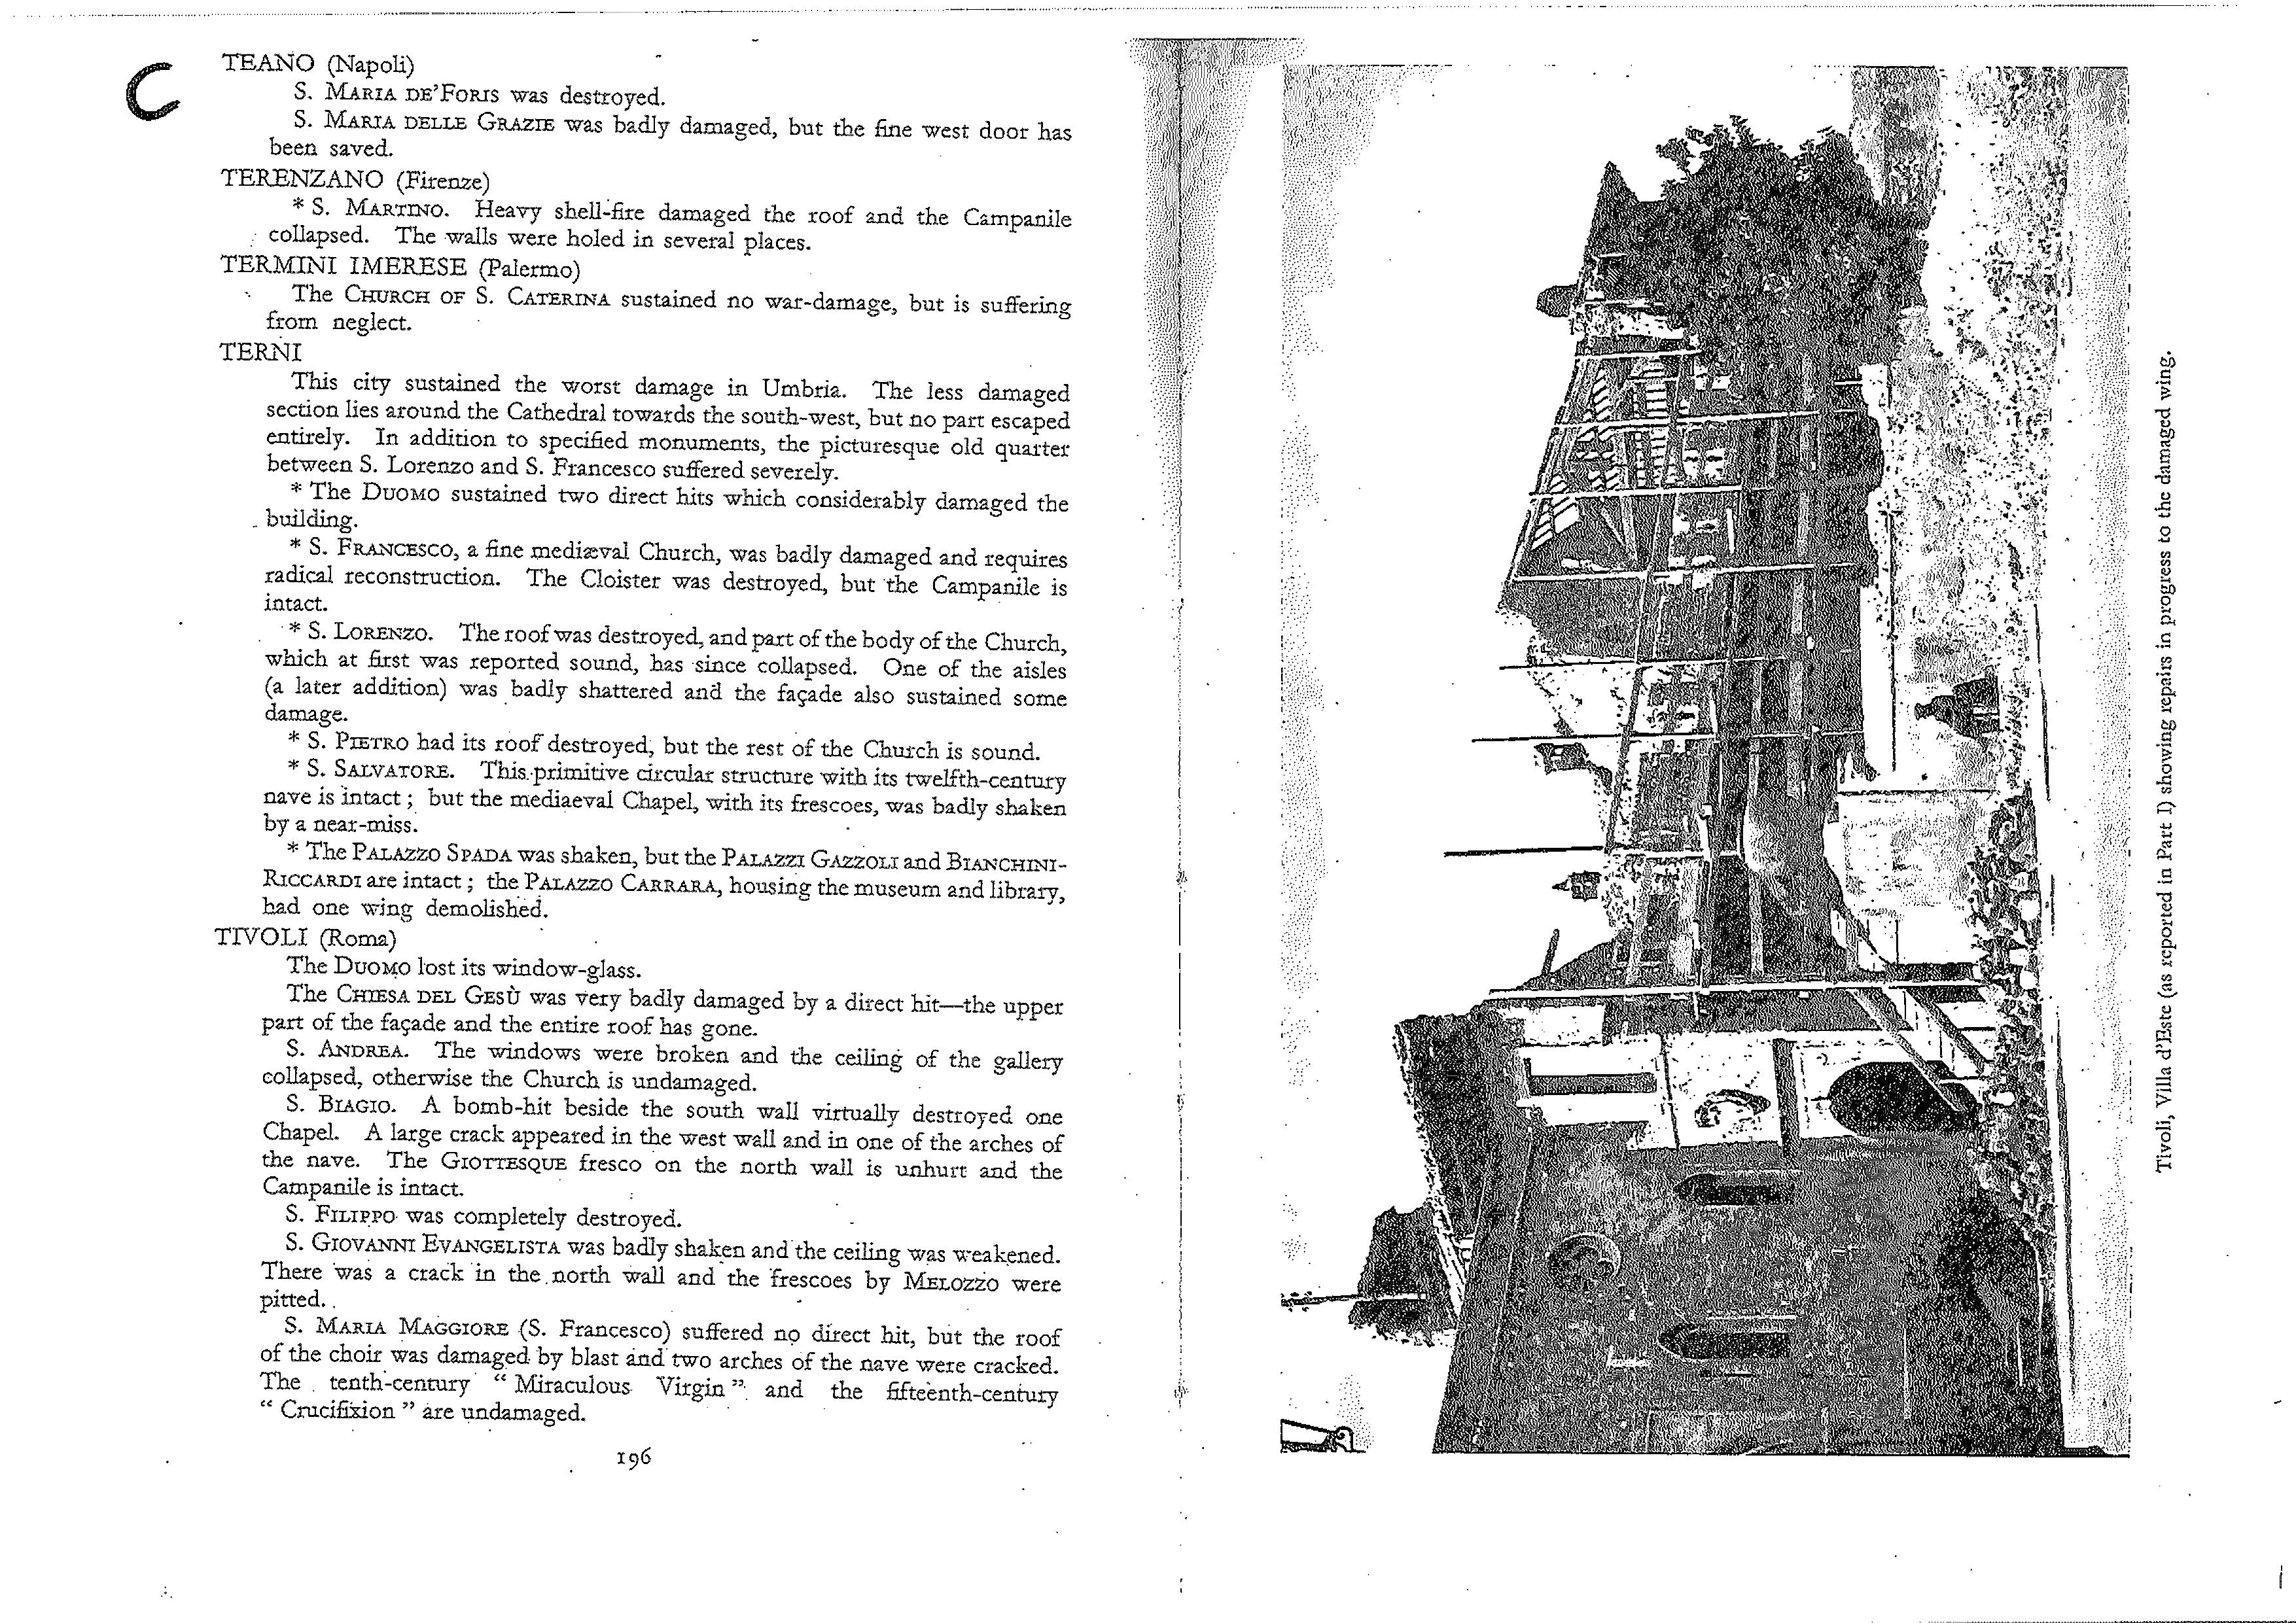 C
TEANO (Napoli)
S. MARIA DE'FORIS was destroyed.
S. MARIA DELLE GRAZIE was badly damaged, but the fine west door has
been saved.
TERENZANO (Firenze)
* S. MARTINO. Heavy shell-fire damaged the roof and the Campanile
collapsed. The walls were holed in several places.
TERMINI IMERESE (Palermo)
The CHURCH OF S. CATERINA sustained no war-damage, but is suffering
from neglect.
TERNI
This city sustained the worst damage in Umbria. The less damaged
section lies around the Cathedral towards the south-west, but no part escaped
entirely. In addition to specified monuments, the picturesque old quarter
between S. Lorenzo and S. Francesco suffered severely.
* The DUOMO sustained two direct hits which considerably damaged the
building.
* S. FRANCESCO, a fine mediæval Church, was badly damaged and requires
radical reconstruction. The Cloister was destroyed, but the Campanile is
intact.
* S. LORENZO. The roof was destroyed, and part of the body of the Church,
which at first was reported sound, has since collapsed. One of the aisles
(a later addition) was badly shattered and the façade also sustained some
damage.
* S. PIETRO had its roof destroyed, but the rest of the Church is sound.
* S. SALVATORE. This primitive circular structure with its twelfth-century
nave is intact; but the mediaeval Chapel, with its frescoes, was badly shaken
by a near-miss.
* The PALAZZO SPADA was shaken, but the PALAZZI GAZZOLI and BIANCHINI-
RICCARDI are intact; the PALAZZO CARRARA, housing the museum and library,
had one wing demolished.
TIVOLI (Roma)
The DUOMO lost its window-glass.
The CHIESA DEL GESÙ was very badly damaged by a direct hit—the upper
part of the façade and the entire roof has gone.
S. ANDREA. The windows were broken and the ceiling of the gallery
collapsed, otherwise the Church is undamaged.
S. BIAGIO. A bomb-hit beside the south wall virtually destroyed one
Chapel. A large crack appeared in the west wall and in one of the arches of
the nave. The GIOTTESQUE fresco on the north wall is unhurt and the
Campanile is intact.
S. FILIPPO was completely destroyed.
S. GIOVANNI EVANGELISTA was badly shaken and the ceiling was weakened.
There was a crack in the north wall and the frescoes by MELOZZO were
pitted.
S. MARIA MAGGIORE (S. Francesco) suffered no direct hit, but the roof
of the choir was damaged by blast and two arches of the nave were cracked.
The tenth-century “ Miraculous Virgin ” and the fifteenth-century
“ Crucifixion ” are undamaged.
196
Tivoli, Villa d'Este (as reported in Part I) showing repairs in progress to the damaged wing.